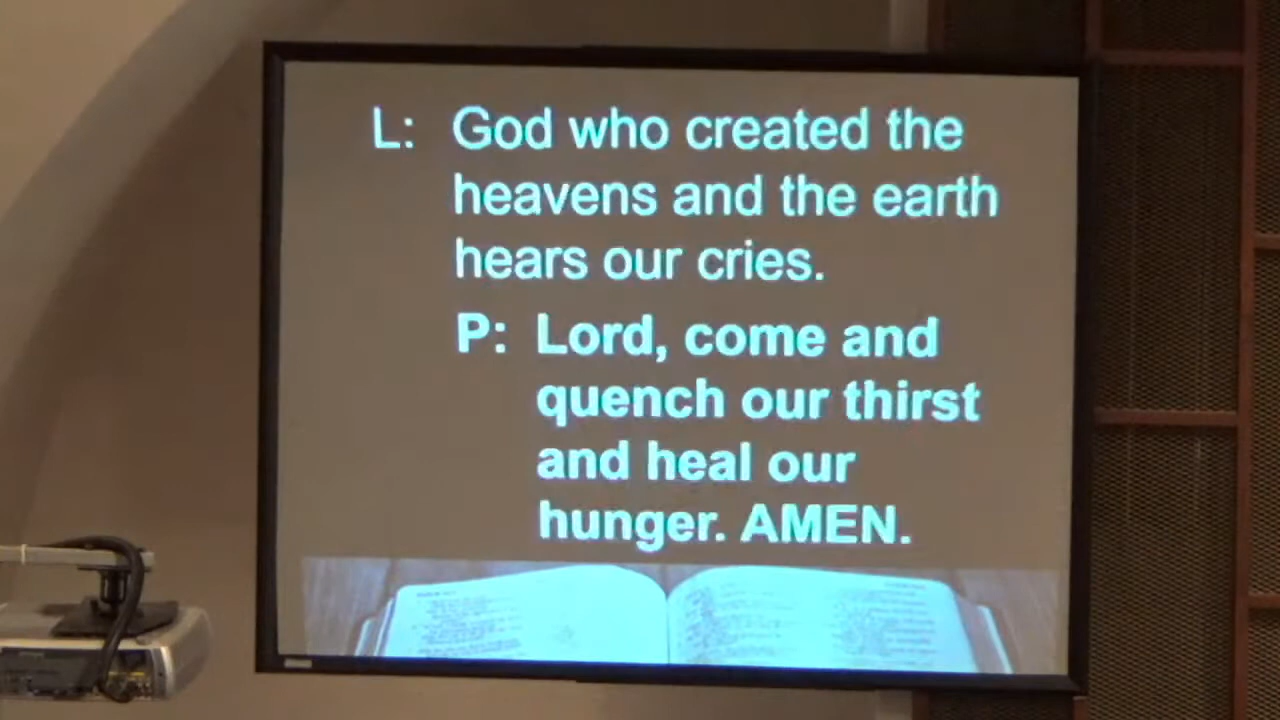 L: God who created the
heavens and the earth
hears our cries.
P: Lord, come and
quench our thirst
and heal our
hunger. AMEN.